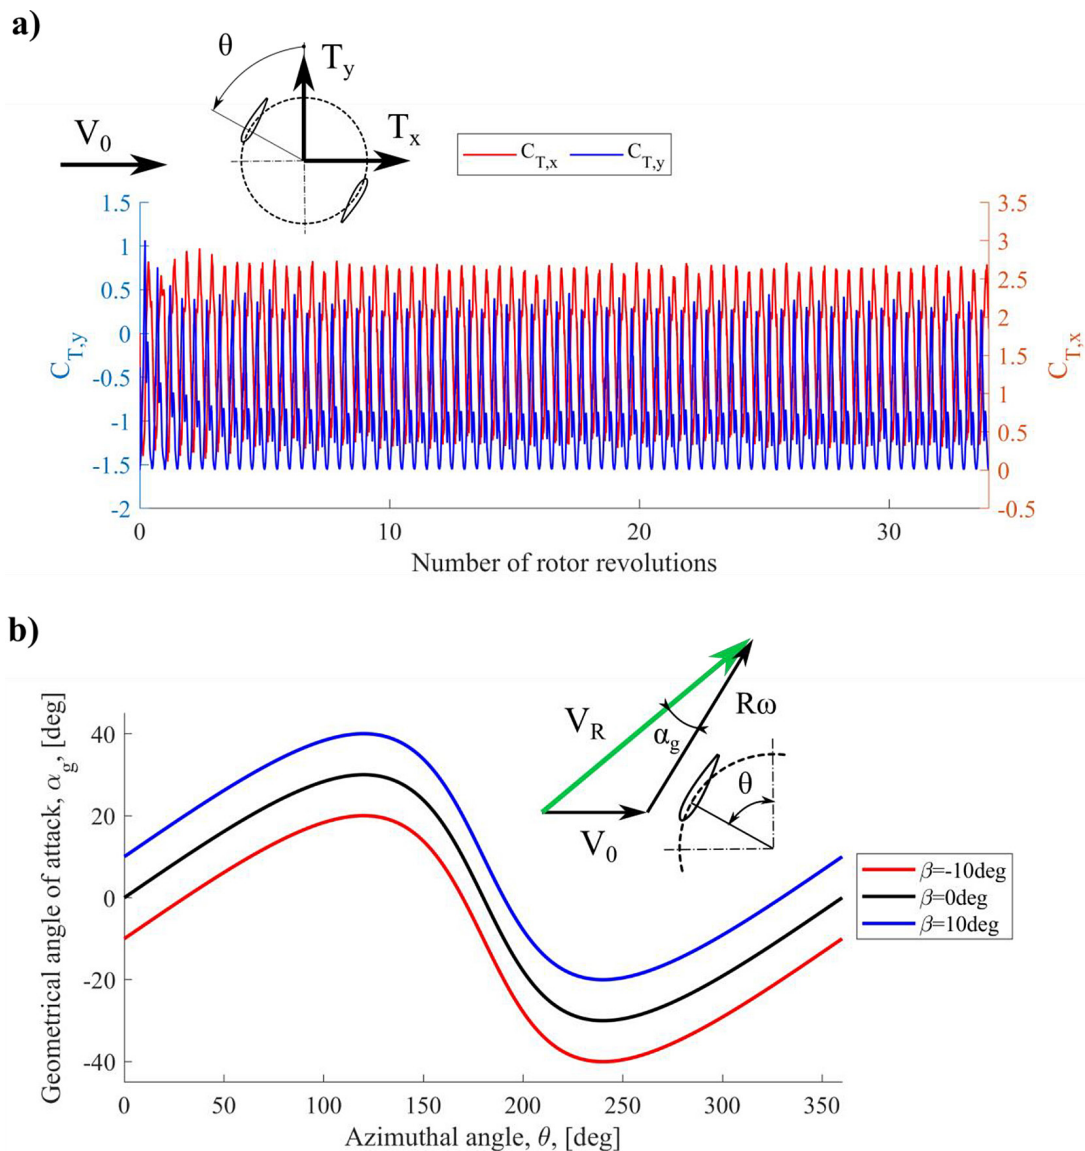 a)
θ
T_y
V_0
T_x
C_T,x C_T,y
1.5
1
0.5
0
-0.5
-1
-1.5
-2
C_T,y
3.5
3
2.5
2
1.5
1
0.5
0
-0.5
C_T,x
0 10 20 30
Number of rotor revolutions
b)
Geometrical angle of attack, α_g, [deg]
40
20
0
-20
-40
V_R
α_g
Rω
θ
V_0
β=-10deg
β=0deg
β=10deg
0 50 100 150 200 250 300 350
Azimuthal angle, θ, [deg]